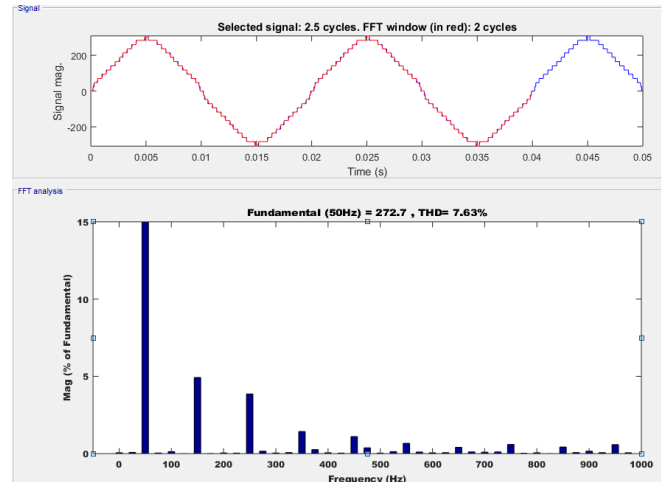 Signal
Selected signal: 2.5 cycles. FFT window (in red): 2 cycles
200
0
-200
Signal mag.
0 0.005 0.01 0.015 0.02 0.025 0.03 0.035 0.04 0.045 0.05
Time (s)
FFT analysis
Fundamental (50Hz) = 272.7 , THD= 7.63%
15
10
5
0
Mag (% of Fundamental)
0 100 200 300 400 500 600 700 800 900 1000
Frequency (Hz)